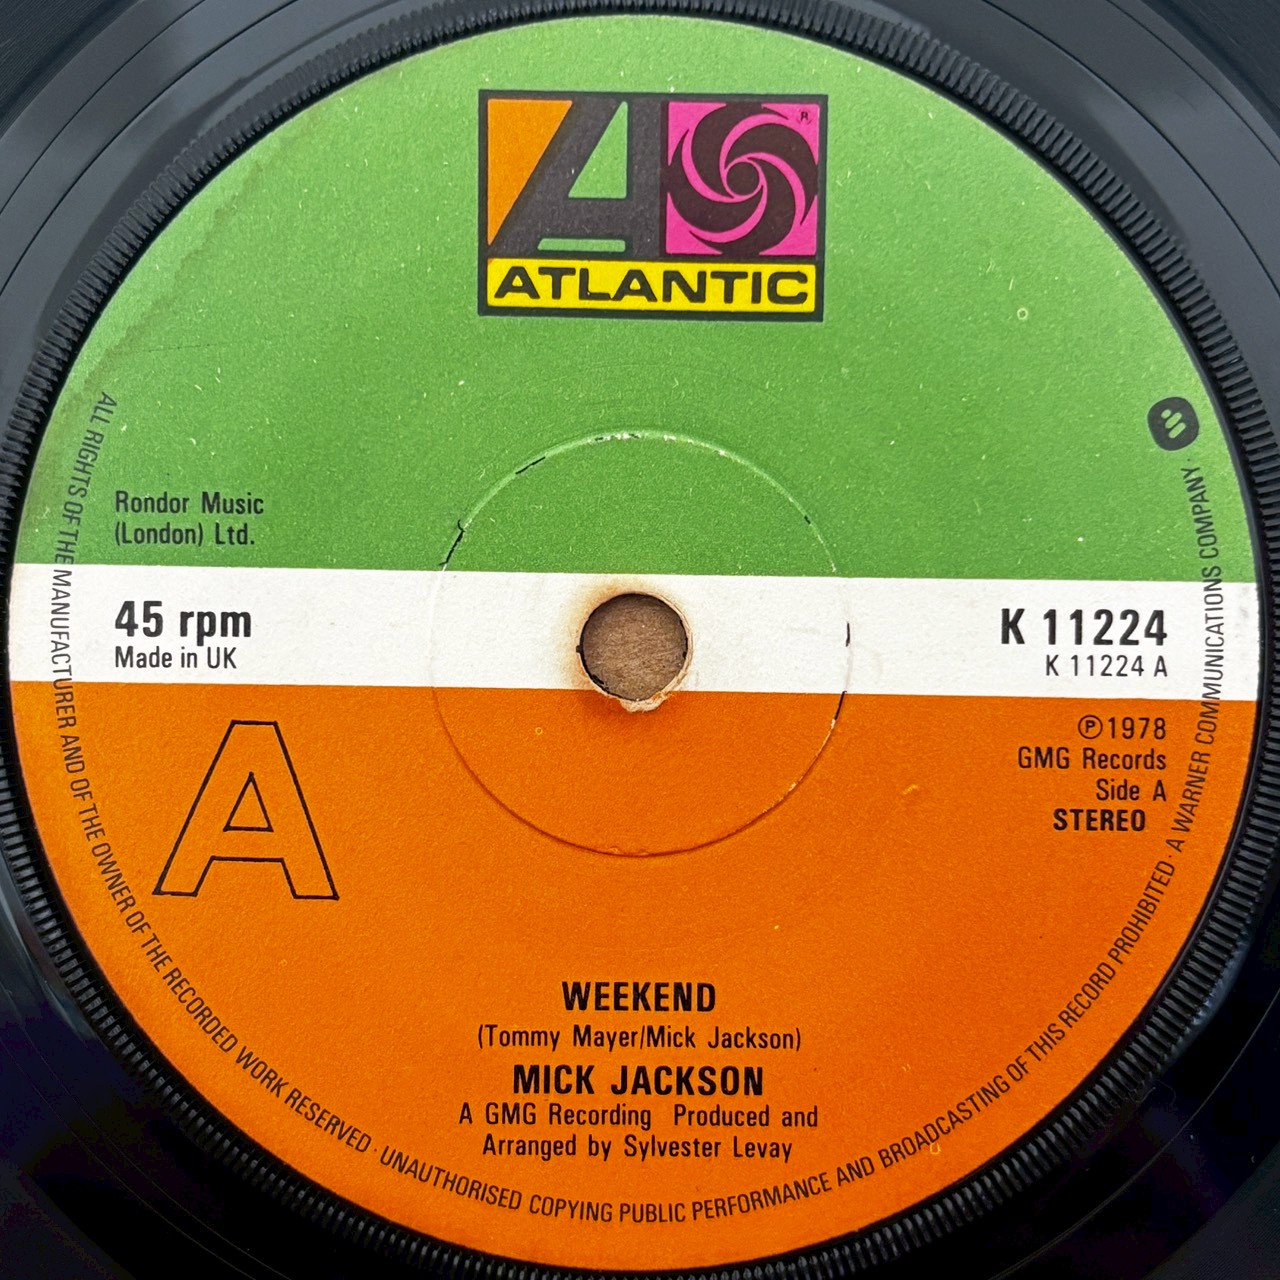 A
R
ATLANTIC
Rondor Music
(London) Ltd.
45 rpm
Made in UK
K 11224
K 11224 A
Ⓟ1978
GMG Records
Side A
STEREO
A
WEEKEND
(Tommy Mayer/Mick Jackson)
MICK JACKSON
A GMG Recording Produced and
Arranged by Sylvester Levay
ALL RIGHTS OF THE MANUFACTURER AND OF THE OWNER OF THE RECORDED WORK RESERVED · UNAUTHORISED COPYING PUBLIC PERFORMANCE AND BROADCASTING OF THIS RECORD PROHIBITED · A WARNER COMMUNICATIONS COMPANY ·